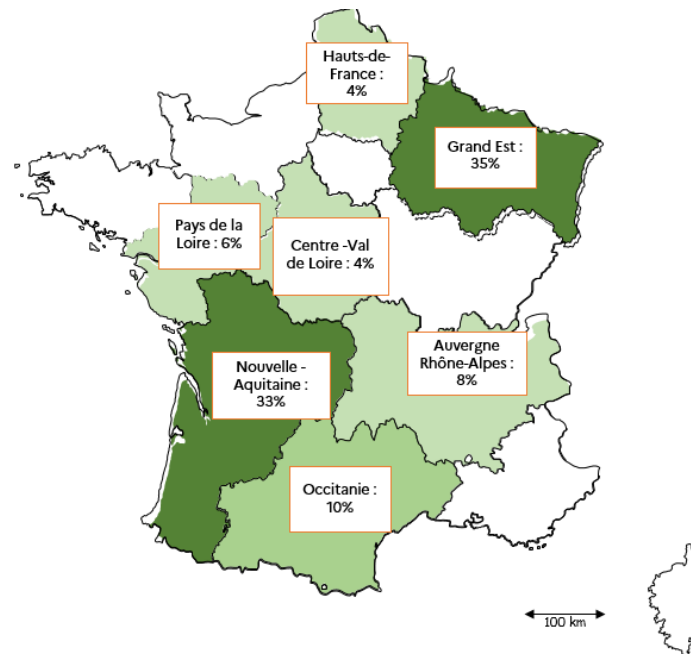 Hauts-de-
France :
4%
Grand Est :
35%
Pays de la
Loire : 6%
Centre -Val
de Loire : 4%
Auvergne
Rhône-Alpes :
8%
Nouvelle -
Aquitaine :
33%
Occitanie :
10%
100 km